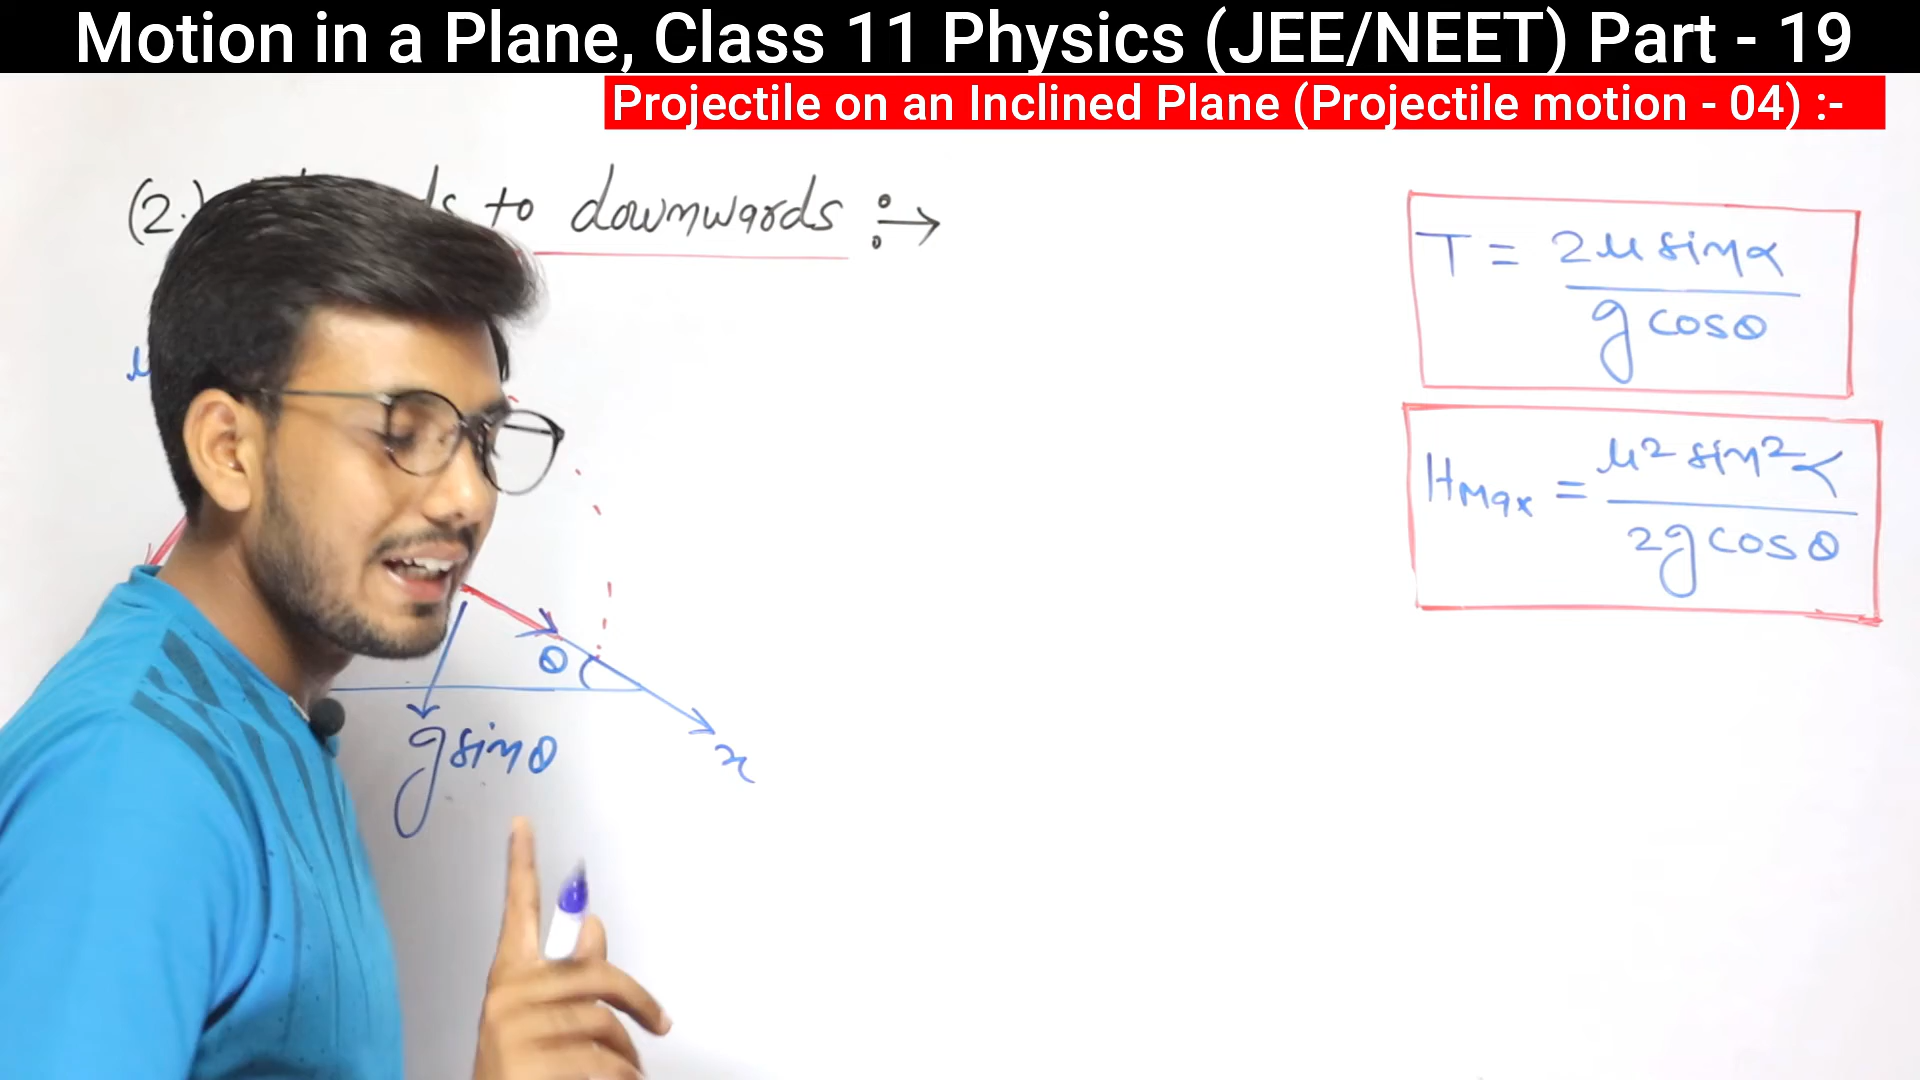 Motion in a Plane, Class 11 Physics (JEE/NEET) Part - 19
Projectile on an Inclined Plane (Projectile motion - 04) :-
(2.) to downwards :→
T = 2u sinα / g cosθ
u
HMax = u² sin²α / 2g cosθ
θ
g sinθ
x